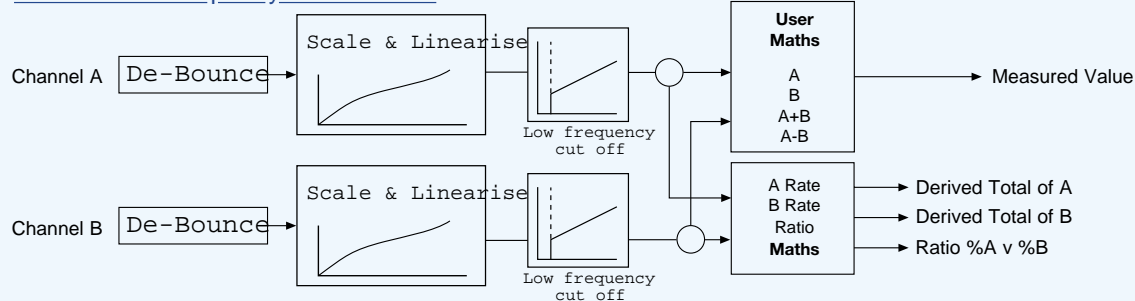 Channel A
De-Bounce
Scale & Linearise
Low frequency
cut off
User
Maths
A
B
A+B
A-B
Measured Value
Channel B
De-Bounce
Scale & Linearise
Low frequency
cut off
A Rate
B Rate
Ratio
Maths
Derived Total of A
Derived Total of B
Ratio %A v %B